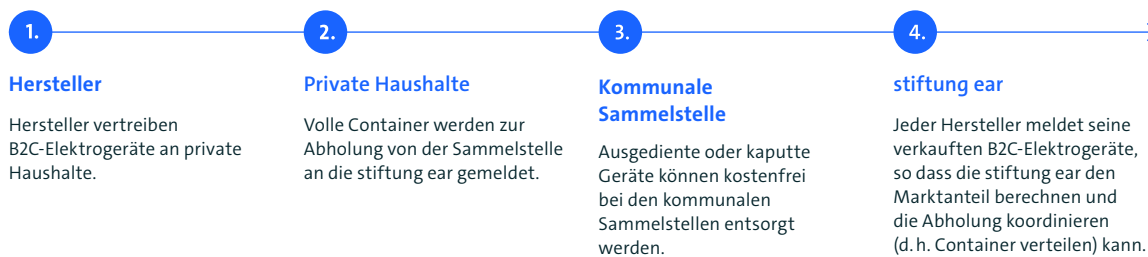 1.
Hersteller
Hersteller vertreiben
B2C-Elektrogeräte an private
Haushalte.
2.
Private Haushalte
Volle Container werden zur
Abholung von der Sammelstelle
an die stiftung ear gemeldet.
3.
Kommunale
Sammelstelle
Ausgediente oder kaputte
Geräte können kostenfrei
bei den kommunalen
Sammelstellen entsorgt
werden.
4.
stiftung ear
Jeder Hersteller meldet seine
verkauften B2C-Elektrogeräte,
so dass die stiftung ear den
Marktanteil berechnen und
die Abholung koordinieren
(d. h. Container verteilen) kann.